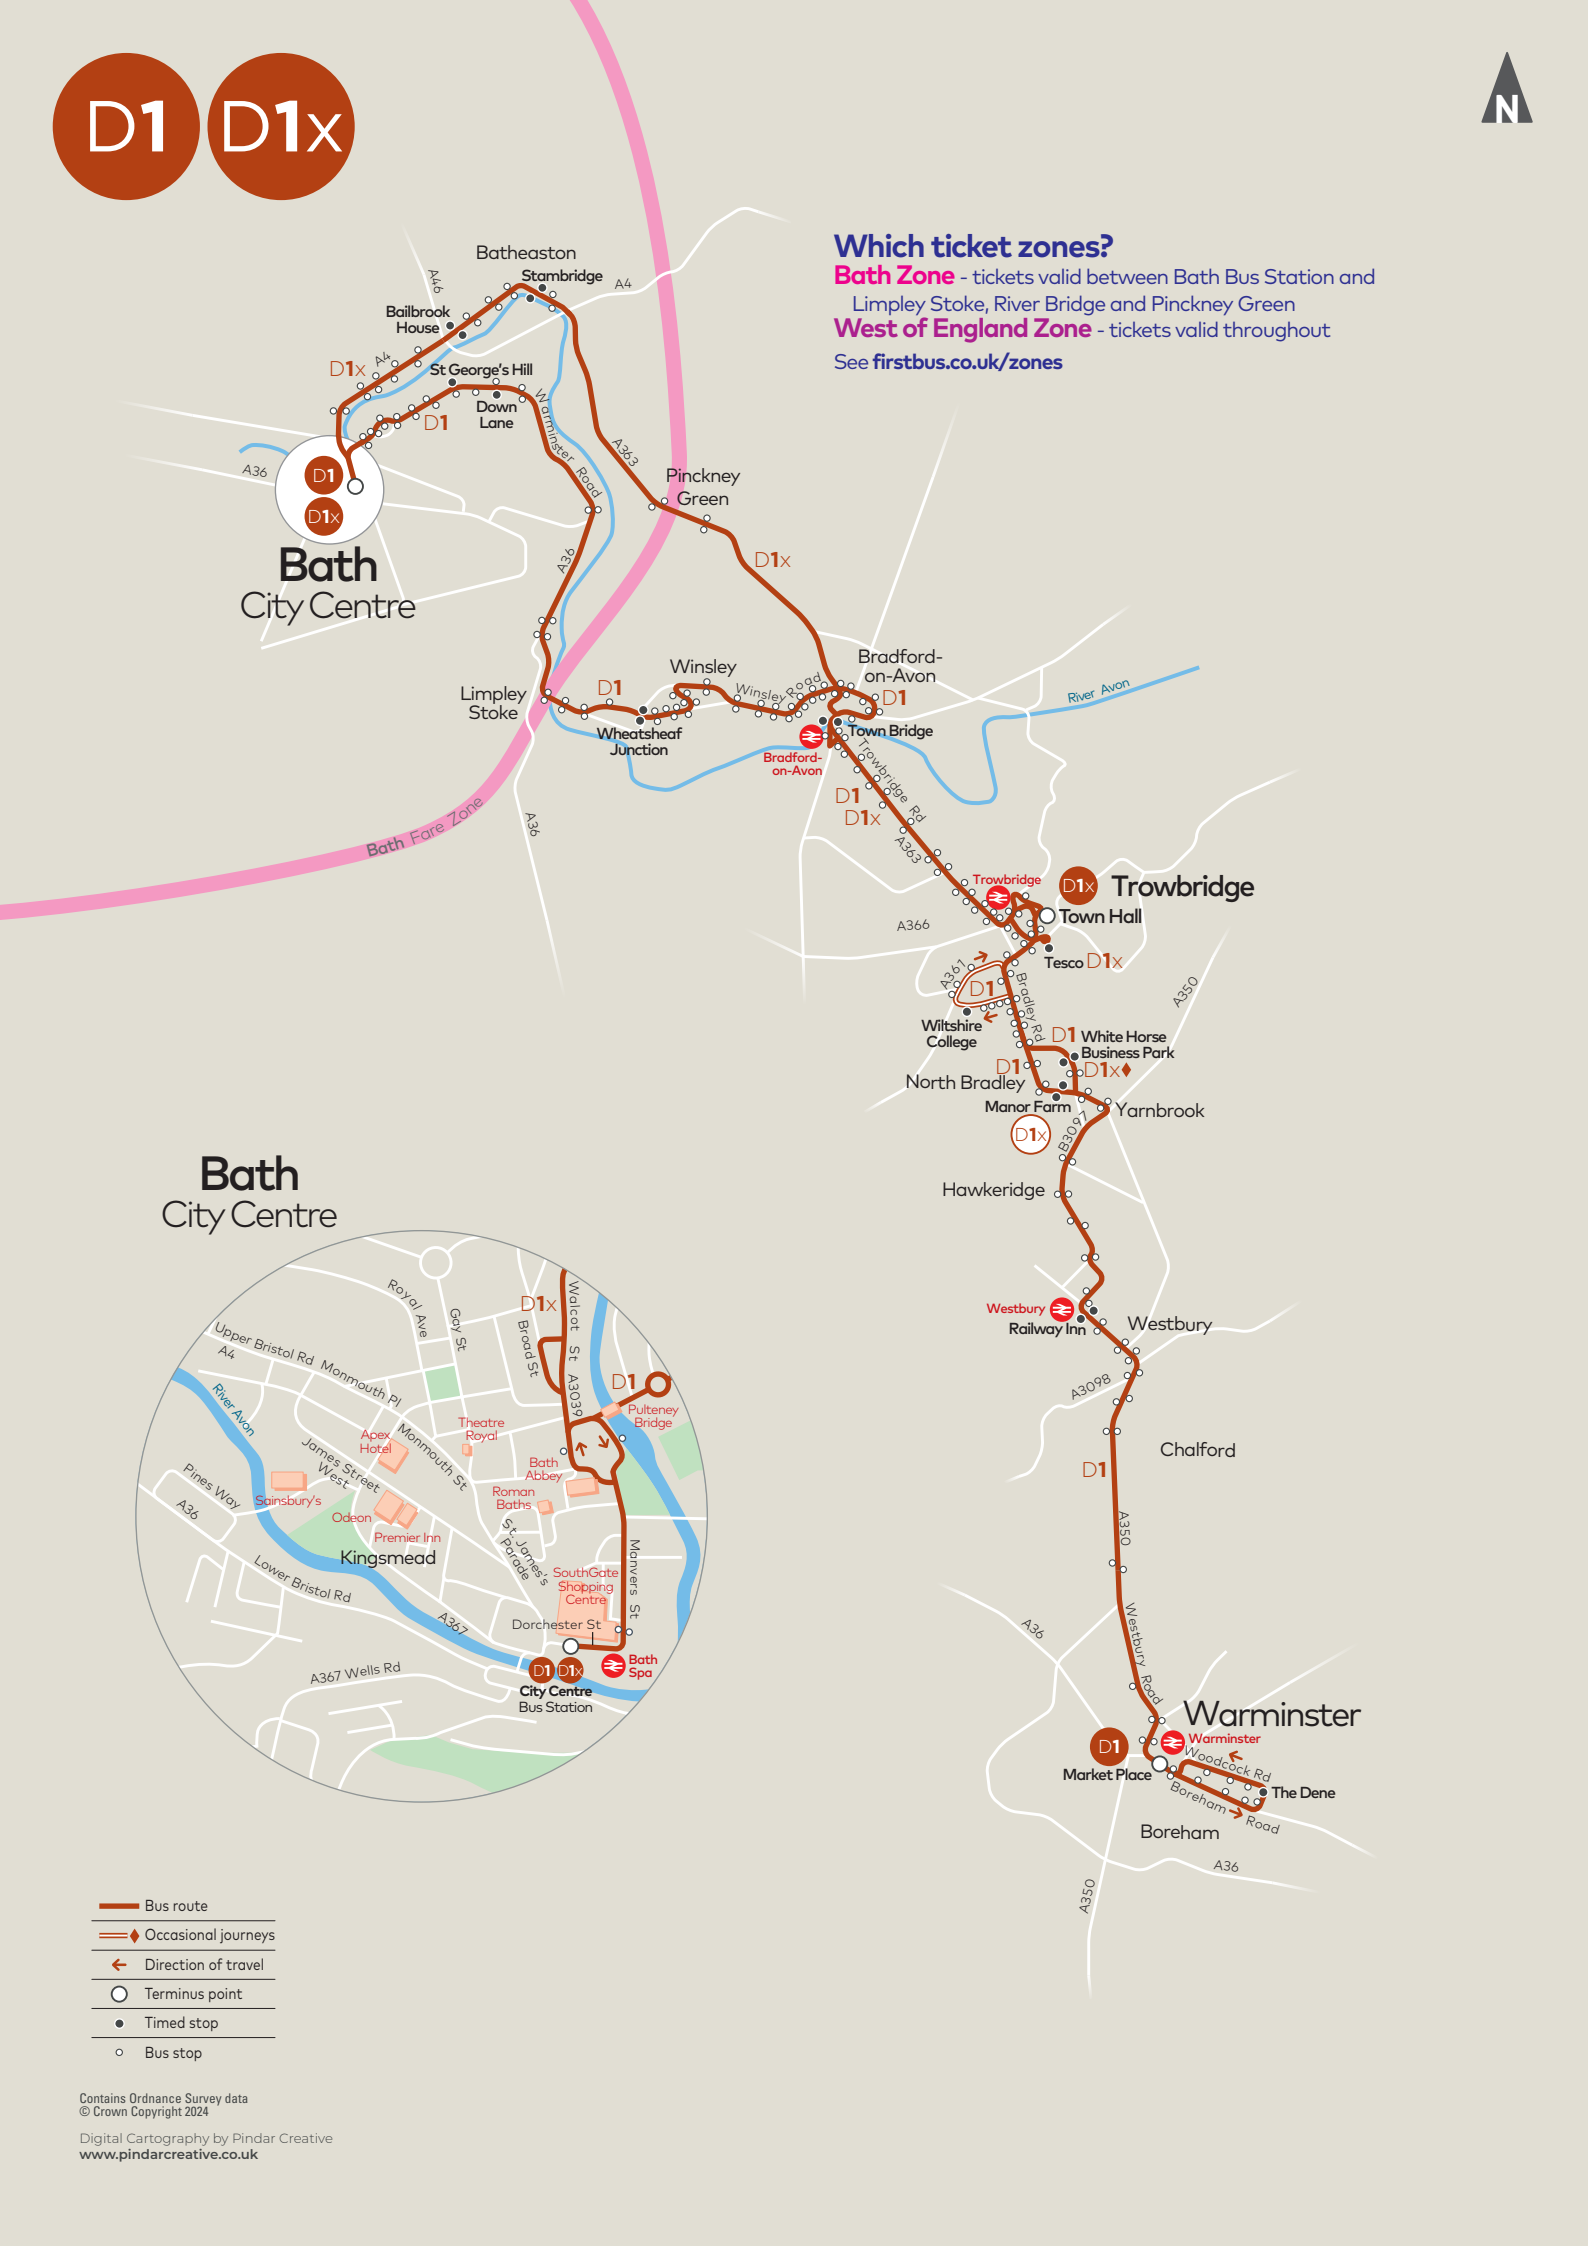 D1 D1x
N
Which ticket zones?
Bath Zone - tickets valid between Bath Bus Station and
Limpley Stoke, River Bridge and Pinckney Green
West of England Zone - tickets valid throughout
See firstbus.co.uk/zones
Batheaston
Stambridge
A46
A4
Bailbrook
House
D1x
A4
St George's Hill
Down
Lane
D1
Warminster Road
A363
A36
D1
D1x
Bath
City Centre
Pinckney
Green
A36
D1x
Winsley
Bradford-
on-Avon
Limpley
Stoke
D1
Winsley Road
D1
River Avon
Wheatsheaf
Junction
Town Bridge
Bradford-
on-Avon
Trowbridge Rd
D1
D1x
A36
Bath Fare Zone
A363
Trowbridge
D1x
Trowbridge
Town Hall
A366
Tesco D1x
A361
D1
Bradley Rd
A350
Wiltshire
College
D1 White Horse
Business Park
D1
D1x
North Bradley
Manor Farm
Yarnbrook
D1x
B3097
Hawkeridge
Westbury
Railway Inn
Westbury
A3098
Chalford
D1
A350
A36
Westbury Road
Warminster
D1
Warminster
Market Place
Woodcock Rd
The Dene
Boreham Road
Boreham
A36
A350
Bath
City Centre
Royal Ave
Gay St
D1x
Broad St
Walcot St A3039
Upper Bristol Rd
A4
Monmouth Pl
D1
River Avon
Pulteney
Bridge
Theatre
Royal
Apex
Hotel
Monmouth St
James Street
West
Bath
Abbey
Pines Way
A36
Sainsbury's
Roman
Baths
Odeon
Premier Inn
Kingsmead
St. James's
Parade
Lower Bristol Rd
SouthGate
Shopping
Centre
Manvers St
A367
Dorchester St
D1 D1x
Bath
Spa
A367 Wells Rd
City Centre
Bus Station
Bus route
Occasional journeys
Direction of travel
Terminus point
Timed stop
Bus stop
Contains Ordnance Survey data
© Crown Copyright 2024
Digital Cartography by Pindar Creative
www.pindarcreative.co.uk